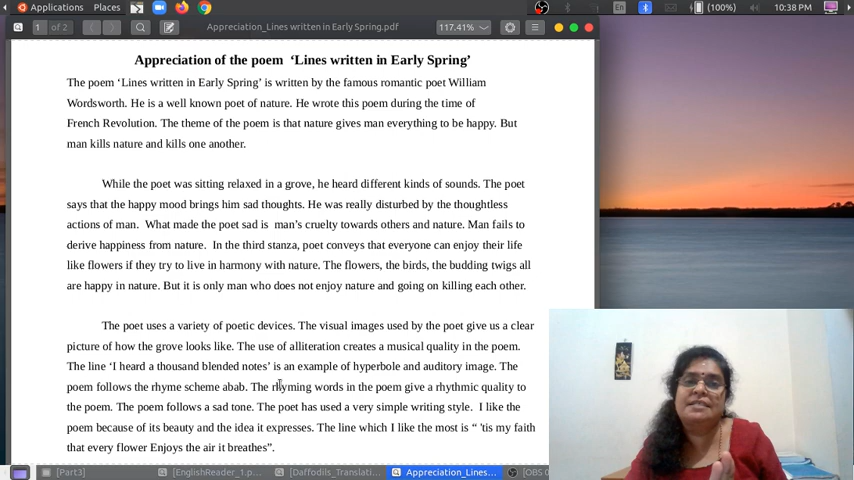 Applications Places En (100%) 10:38 PM
1 of 2 Appreciation_Lines written in Early Spring.pdf 117.41%
Appreciation of the poem ‘Lines written in Early Spring’
The poem ‘Lines written in Early Spring’ is written by the famous romantic poet William
Wordsworth. He is a well known poet of nature. He wrote this poem during the time of
French Revolution. The theme of the poem is that nature gives man everything to be happy. But
man kills nature and kills one another.
While the poet was sitting relaxed in a grove, he heard different kinds of sounds. The poet
says that the happy mood brings him sad thoughts. He was really disturbed by the thoughtless
actions of man. What made the poet sad is man’s cruelty towards others and nature. Man fails to
derive happiness from nature. In the third stanza, poet conveys that everyone can enjoy their life
like flowers if they try to live in harmony with nature. The flowers, the birds, the budding twigs all
are happy in nature. But it is only man who does not enjoy nature and going on killing each other.
The poet uses a variety of poetic devices. The visual images used by the poet give us a clear
picture of how the grove looks like. The use of alliteration creates a musical quality in the poem.
The line ‘I heard a thousand blended notes’ is an example of hyperbole and auditory image. The
poem follows the rhyme scheme abab. The rhyming words in the poem give a rhythmic quality to
the poem. The poem follows a sad tone. The poet has used a very simple writing style. I like the
poem because of its beauty and the idea it expresses. The line which I like the most is “ ’tis my faith
that every flower Enjoys the air it breathes”.
[Part3] [EnglishReader_1.p... [Daffodils_Translati... Appreciation_Lines... [OBS 0